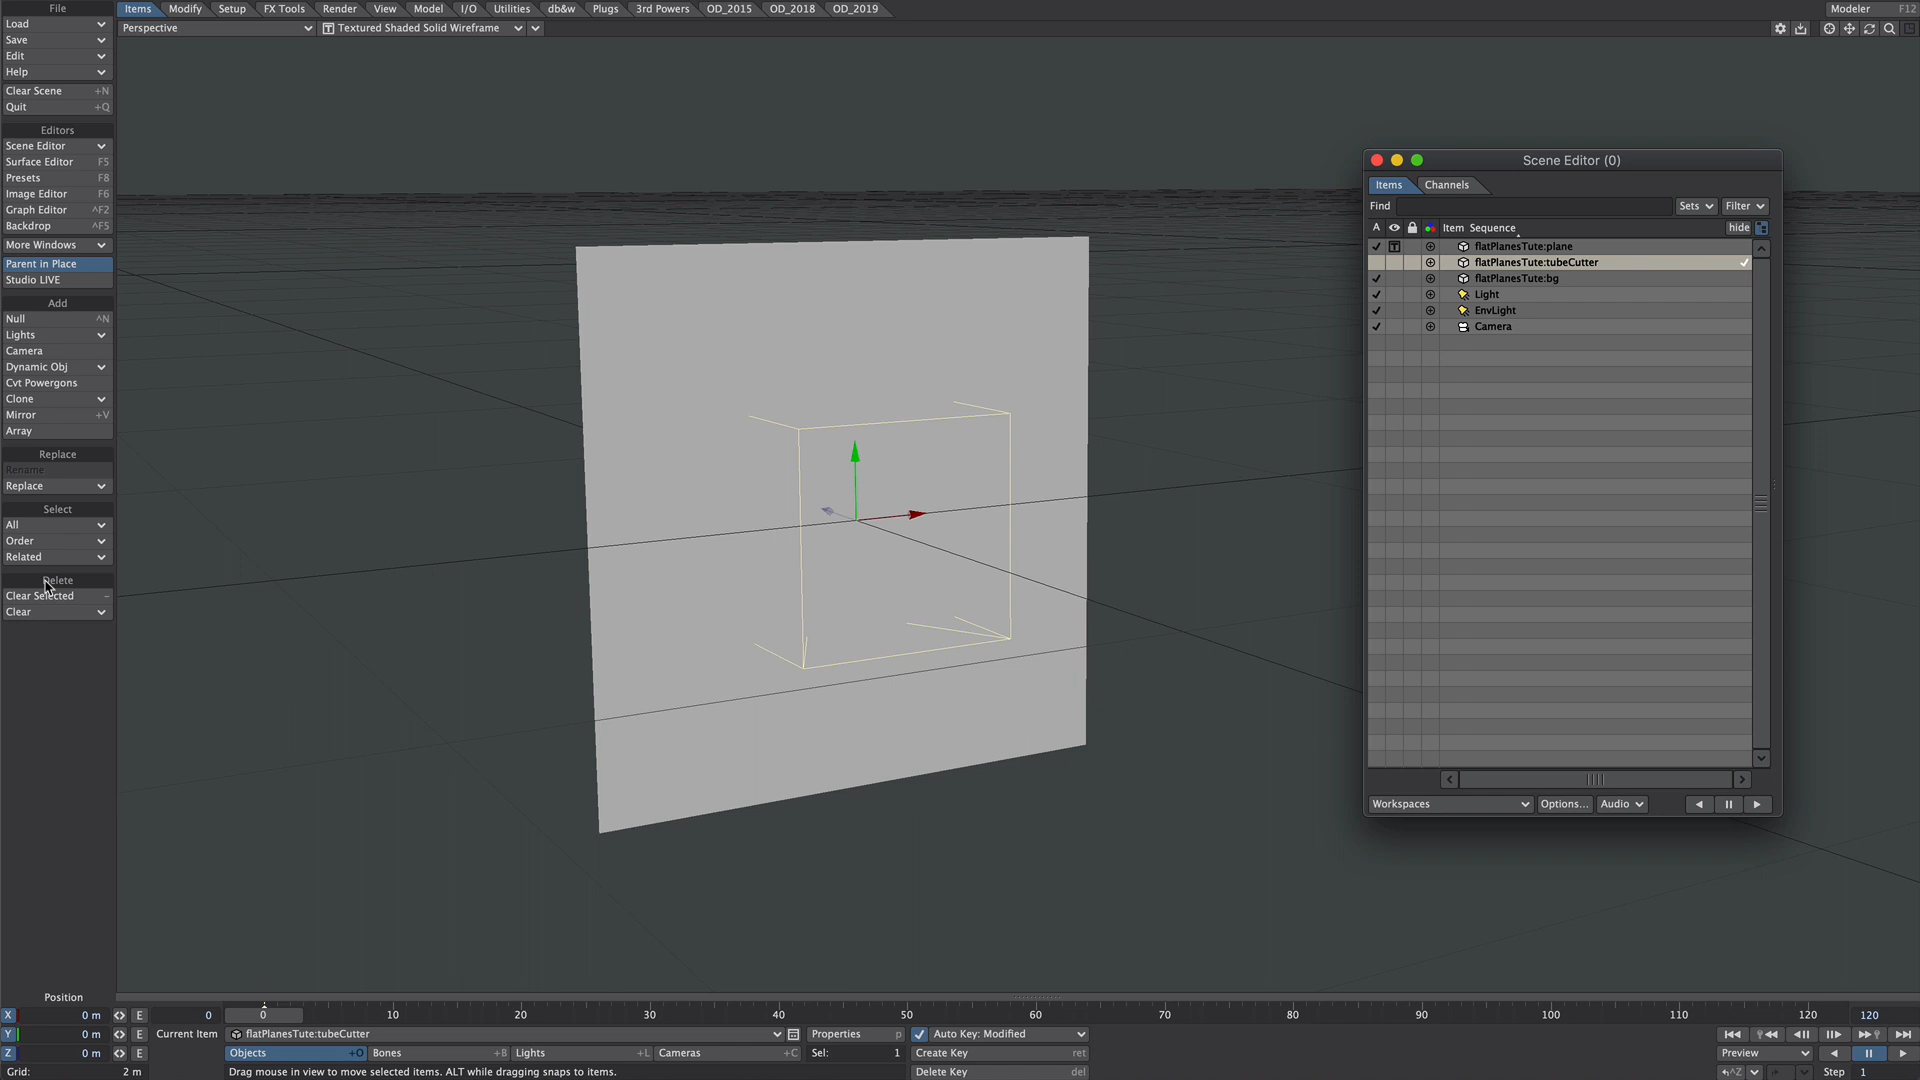 File
Items Modify Setup FX Tools Render View Model I/O Utilities db&w Plugs 3rd Powers OD_2015 OD_2018 OD_2019
Modeler F12
Perspective
Textured Shaded Solid Wireframe
Load
Save
Edit
Help
Clear Scene +N
Quit +Q
Editors
Scene Editor
Surface Editor F5
Presets F8
Image Editor F6
Graph Editor ^F2
Backdrop ^F5
More Windows
Parent in Place
Studio LIVE
Add
Null ^N
Lights
Camera
Dynamic Obj
Cvt Powergons
Clone
Mirror +V
Array
Replace
Rename
Replace
Select
All
Order
Related
Delete
Clear Selected -
Clear
Scene Editor (0)
Items Channels
Find
Sets Filter
A Item Sequence hide
T flatPlanesTute:plane
flatPlanesTute:tubeCutter
flatPlanesTute:bg
Light
EnvLight
Camera
Workspaces Options... Audio
Position
X 0 m E 0
0 10 20 30 40 50 60 70 80 90 100 110 120 120
Y 0 m E Current Item flatPlanesTute:tubeCutter Properties p Auto Key: Modified
Z 0 m E Objects +O Bones +B Lights +L Cameras +C Sel: 1 Create Key ret
Preview
Grid: 2 m Drag mouse in view to move selected items. ALT while dragging snaps to items. Delete Key del
^Z Step 1